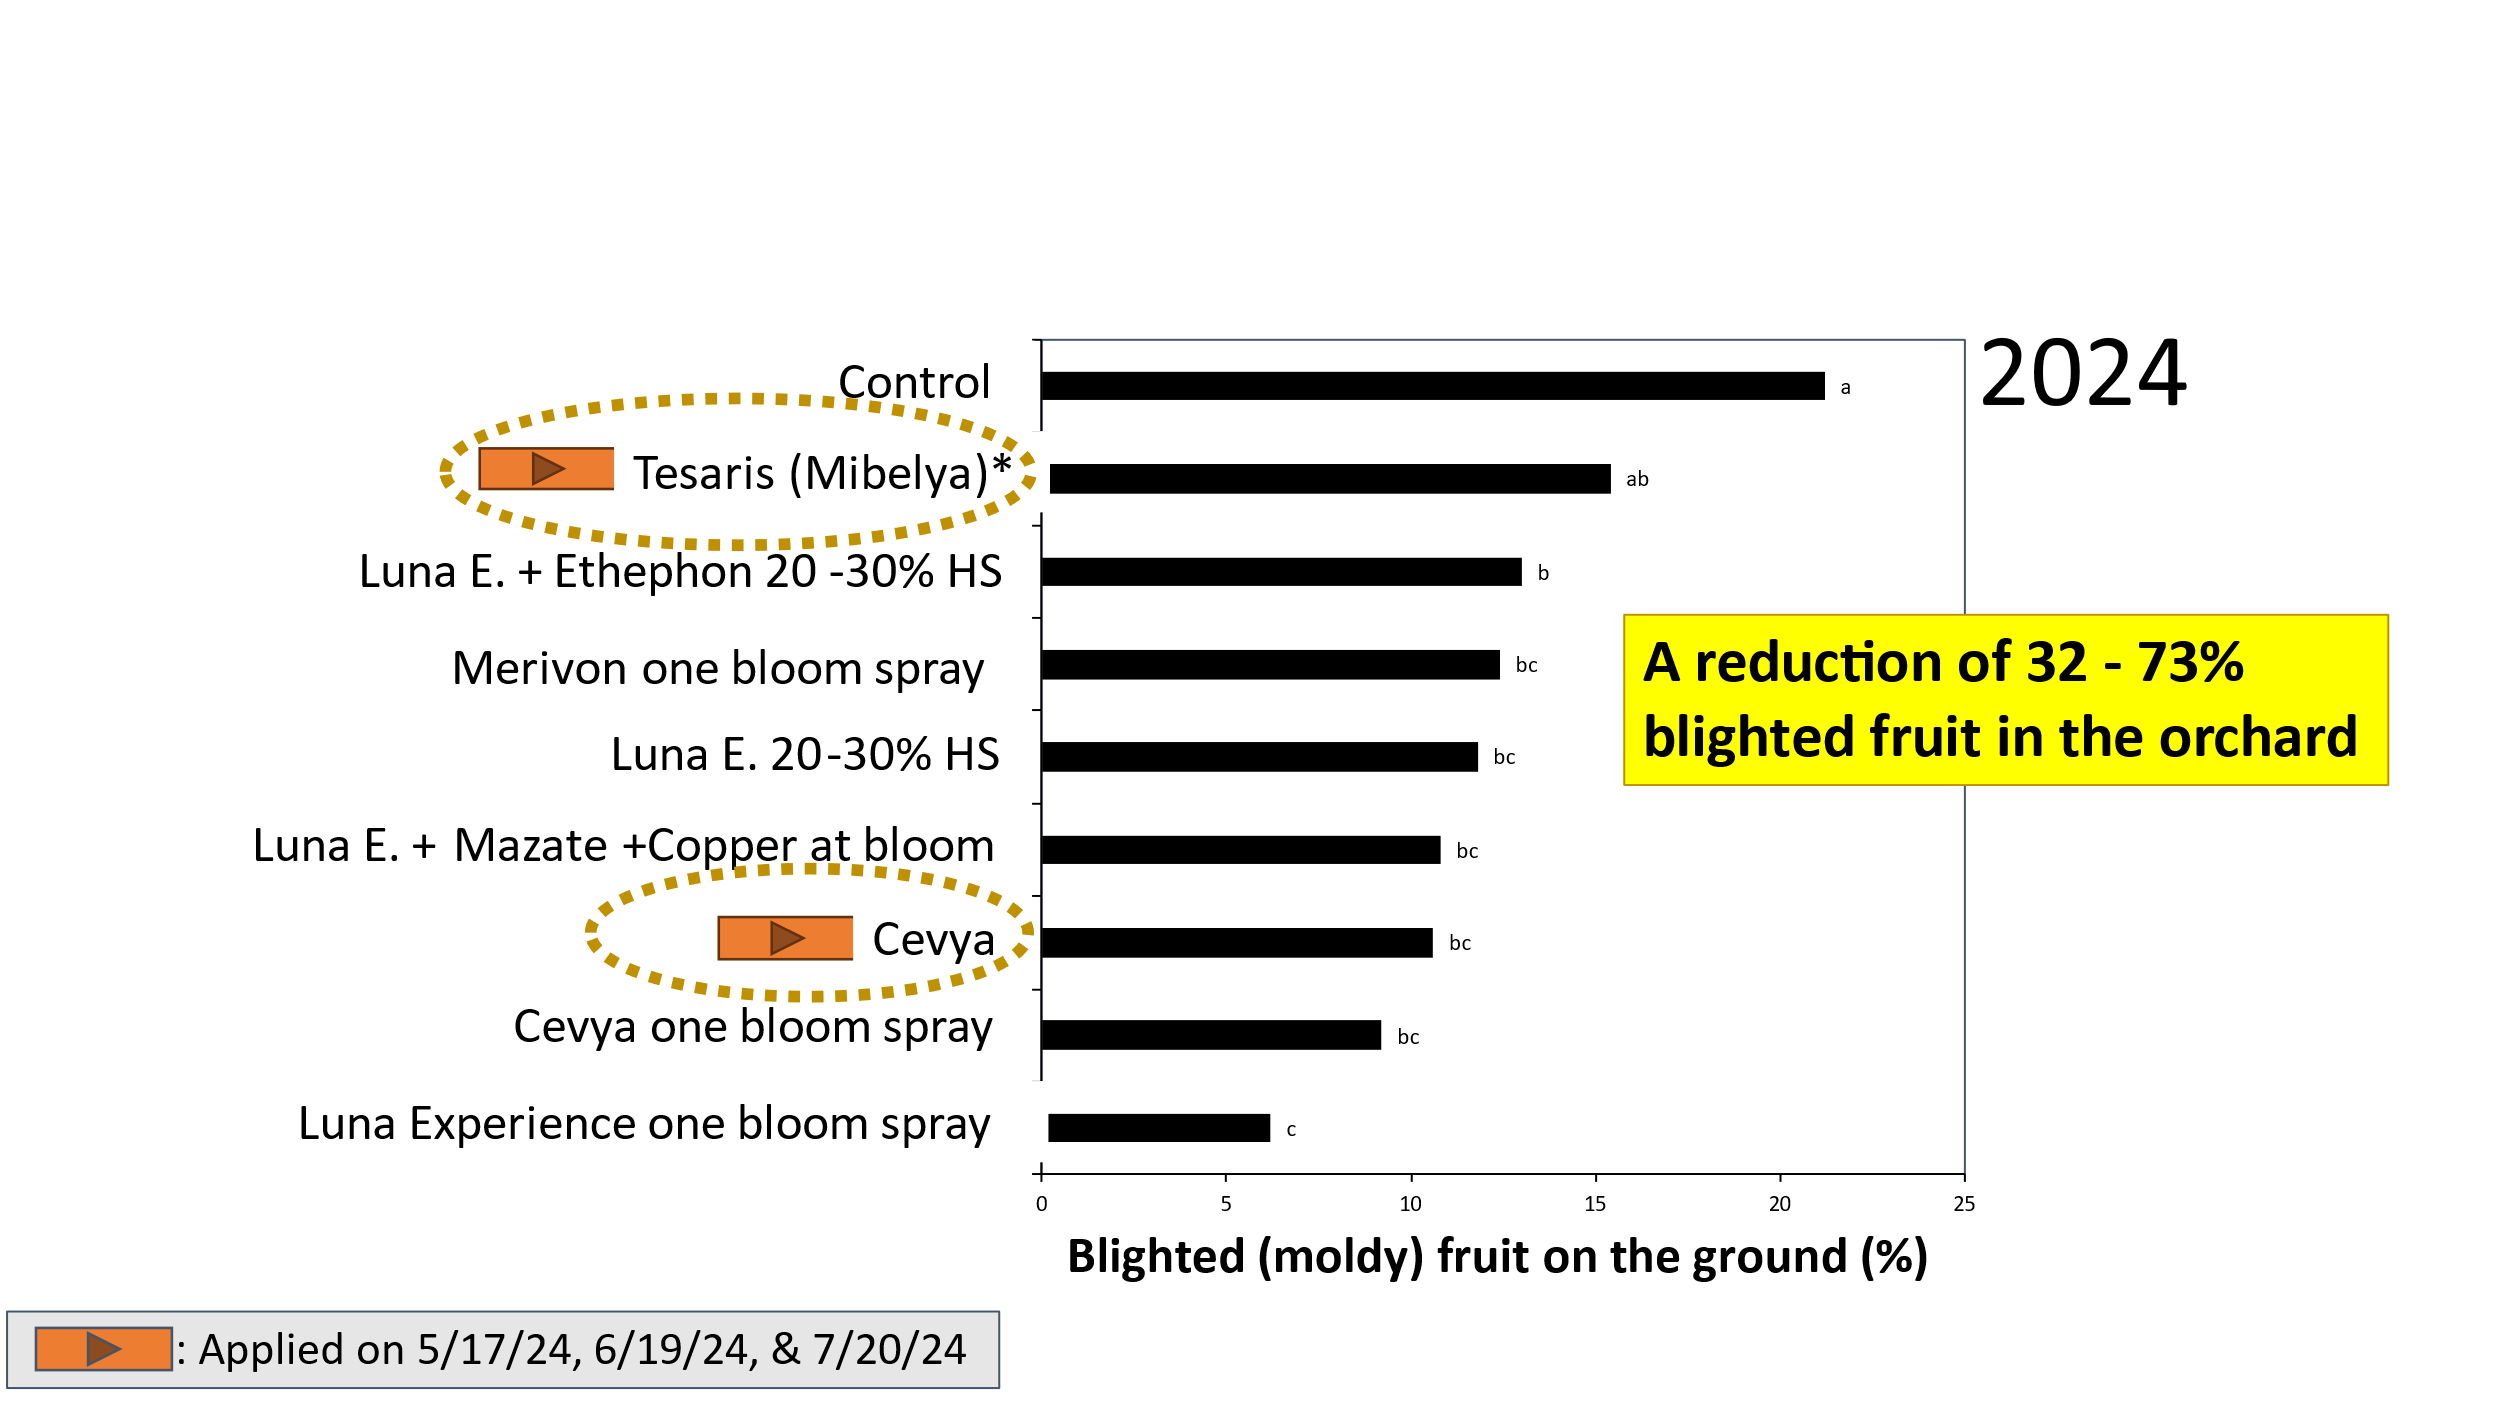 2024
Control
a
Tesaris (Mibelya)*
ab
Luna E. + Ethephon 20 -30% HS
b
Merivon one bloom spray
bc
A reduction of 32 - 73%
blighted fruit in the orchard
Luna E. 20-30% HS
bc
Luna E. + Mazate +Copper at bloom
bc
Cevya
bc
Cevya one bloom spray
bc
Luna Experience one bloom spray
c
0 5 10 15 20 25
Blighted (moldy) fruit on the ground (%)
: Applied on 5/17/24, 6/19/24, & 7/20/24